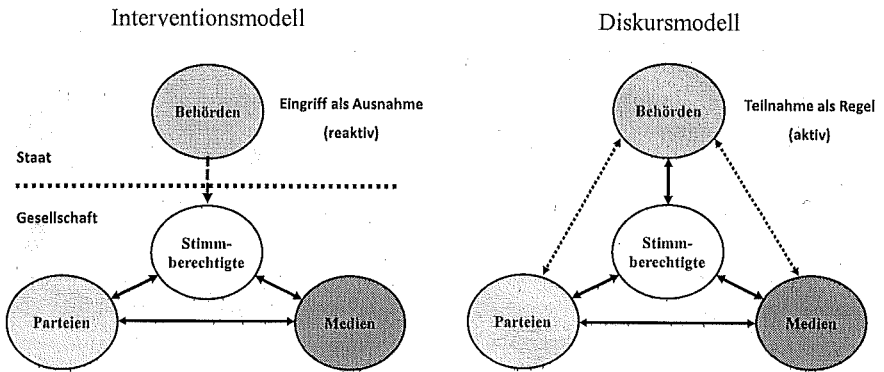 Interventionsmodell
Behörden
Eingriff als Ausnahme
(reaktiv)
Staat
Gesellschaft
Stimm-
berechtigte
Parteien
Medien
Diskursmodell
Behörden
Teilnahme als Regel
(aktiv)
Stimm-
berechtigte
Parteien
Medien